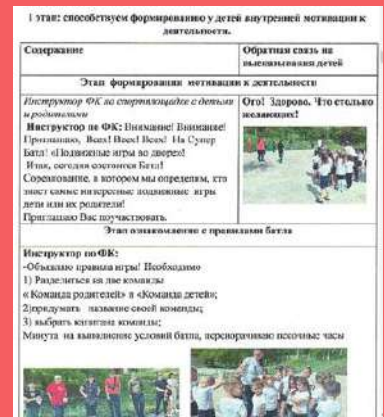 1 этап: способствуем формированию у детей внутренней мотивации к
деятельности.
Содержание
Обратная связь на
высказывания детей
Этап формирования мотивации к деятельности
Инструктор ФК на спортплощадке с детьми
и родителями
Инструктор по ФК: Внимание! Внимание!
Приглашаю, Всех! Всех! Всех! На Супер
Батл! «Подвижные игры во дворе»!
Итак, сегодня состоится Батл!
Соревнование, в котором мы определим, кто
знает самые интересные подвижные игры
дети или их родители!
Приглашаю Вас поучаствовать.
Ого! Здорово. Что столько
желающих!
Этап ознакомления с правилами батла
Инструктор по ФК:
-Объявляю правила игры! Необходимо
1) Разделиться на две команды
« Команда родителей» и «Команда детей»;
2)придумать название своей команды;
3) выбрать капитана команды;
Минута на выполнение условий батла, переворачиваю песочные часы